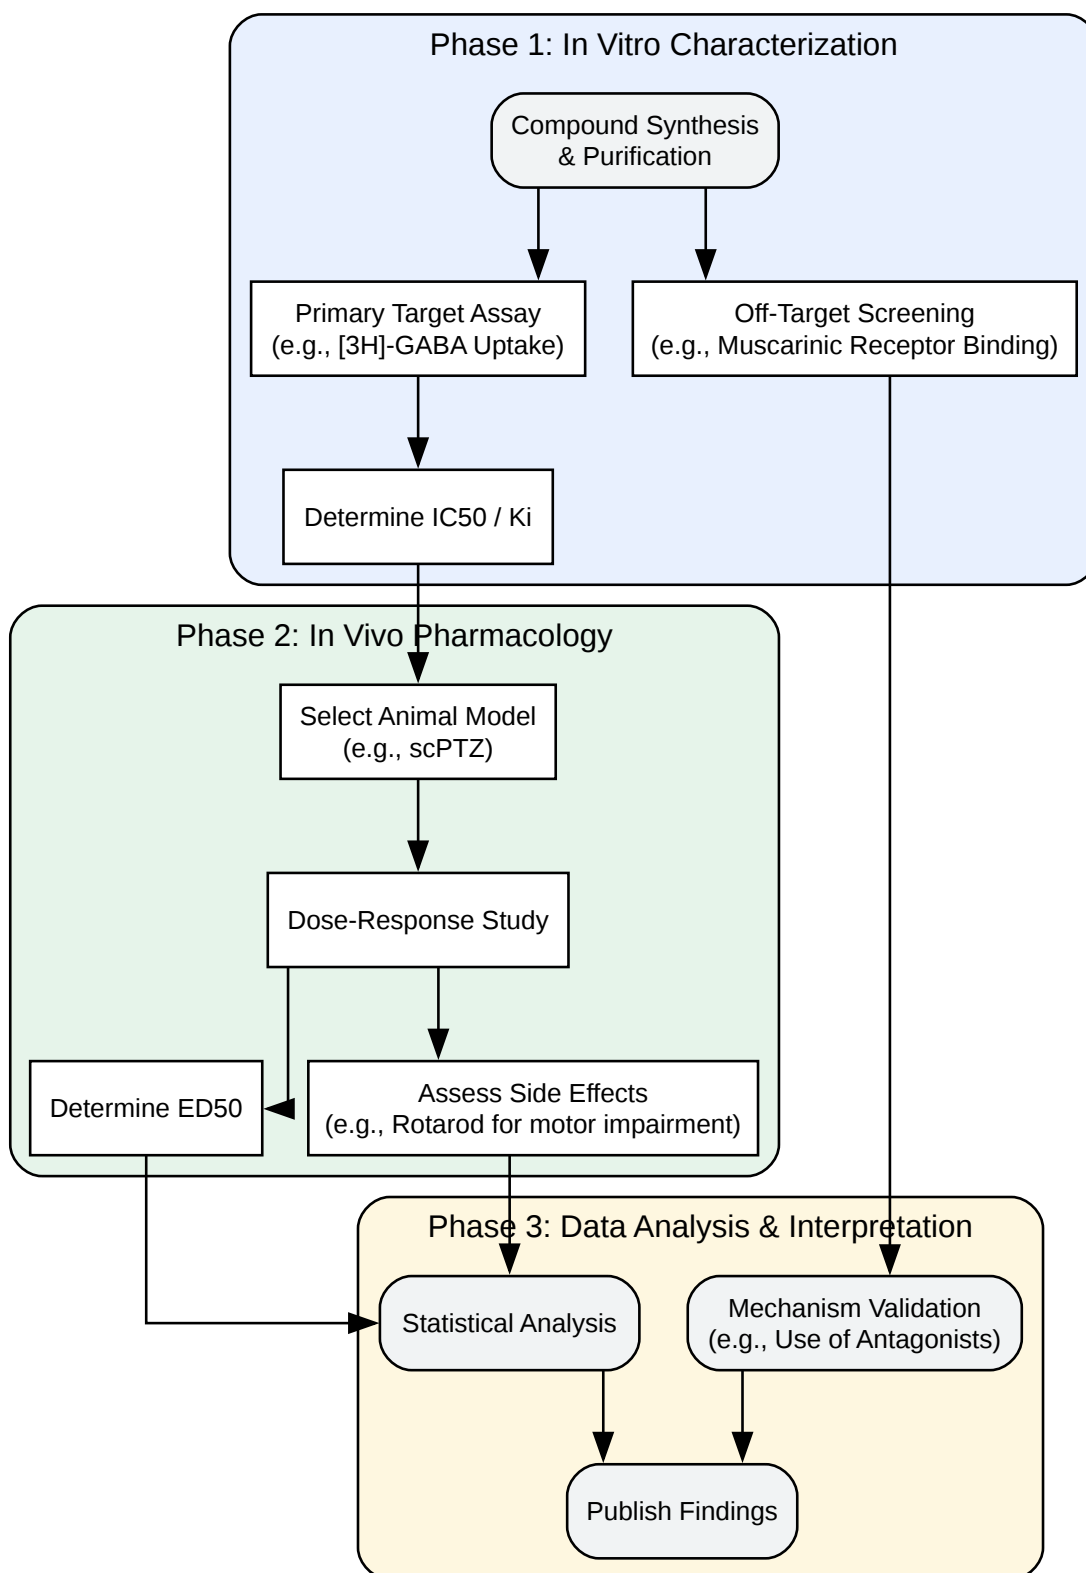 Phase 1: In Vitro Characterization
Compound Synthesis
& Purification
Primary Target Assay
(e.g., [3H]-GABA Uptake)
Off-Target Screening
(e.g., Muscarinic Receptor Binding)
Determine IC50 / Ki
Phase 2: In Vivo Pharmacology
Select Animal Model
(e.g., scPTZ)
Dose-Response Study
Determine ED50
Assess Side Effects
(e.g., Rotarod for motor impairment)
Phase 3: Data Analysis & Interpretation
Statistical Analysis
Mechanism Validation
(e.g., Use of Antagonists)
Publish Findings